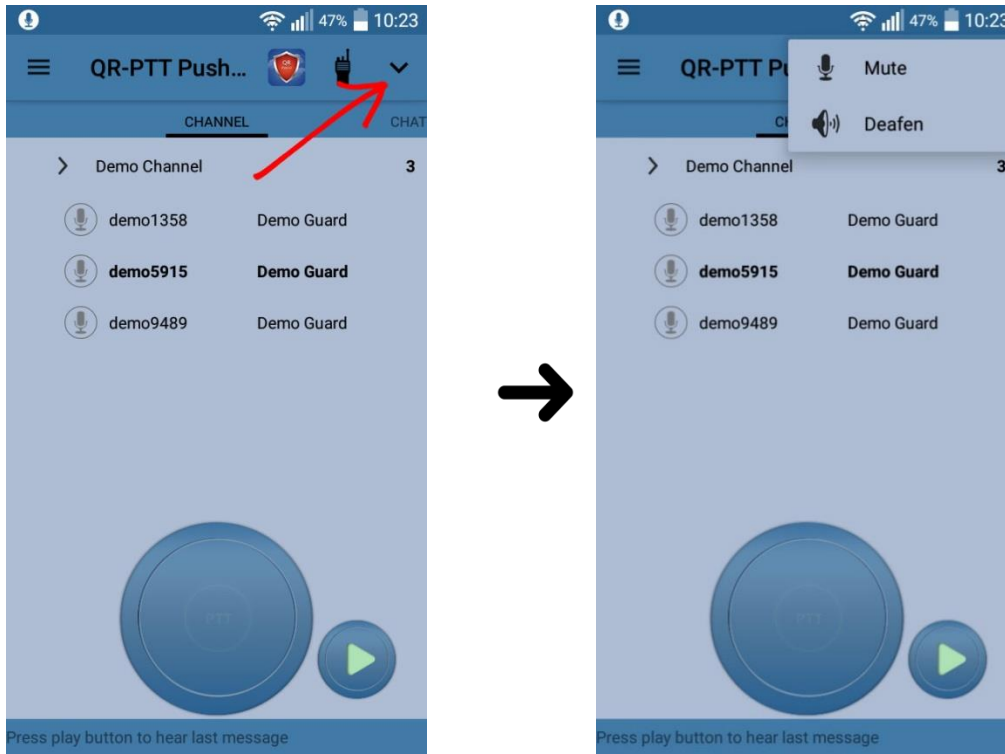 47% 10:23
QR-PTT Push...
CHANNEL CHAT
Demo Channel 3
demo1358 Demo Guard
demo5915 Demo Guard
demo9489 Demo Guard
PTT
Press play button to hear last message
47% 10:23
QR-PTT Pu
Mute
Deafen
CH
Demo Channel 3
demo1358 Demo Guard
demo5915 Demo Guard
demo9489 Demo Guard
PTT
Press play button to hear last message